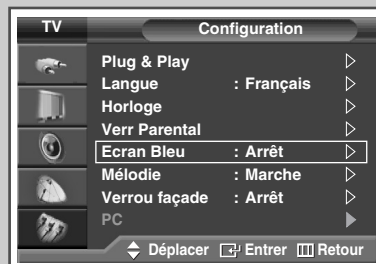 TV
Configuration
Plug & Play
Langue : Français
Horloge
Verr Parental
Ecran Bleu : Arrêt
Mélodie : Marche
Verrou façade : Arrêt
PC
Déplacer Entrer Retour